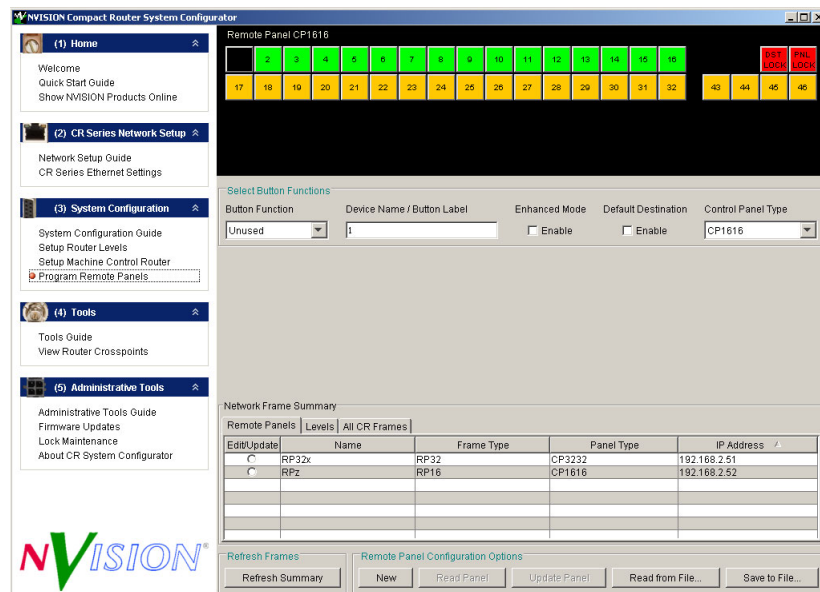 NVISION Compact Router System Configurator
(1) Home
Welcome
Quick Start Guide
Show NVISION Products Online
(2) CR Series Network Setup
Network Setup Guide
CR Series Ethernet Settings
(3) System Configuration
System Configuration Guide
Setup Router Levels
Setup Machine Control Router
Program Remote Panels
(4) Tools
Tools Guide
View Router Crosspoints
(5) Administrative Tools
Administrative Tools Guide
Firmware Updates
Lock Maintenance
About CR System Configurator
NVISION®
Remote Panel CP1616
2 3 4 5 6 7 8 9 10 11 12 13 14 15 16 DST LOCK PNL LOCK
17 18 19 20 21 22 23 24 25 26 27 28 29 30 31 32 43 44 45 46
Select Button Functions
Button Function Device Name / Button Label Enhanced Mode Default Destination Control Panel Type
Unused 1 Enable Enable CP1616
Network Frame Summary
Remote Panels Levels All CR Frames
Edit/Update Name Frame Type Panel Type IP Address
RP32x RP32 CP3232 192.168.2.51
RPz RP16 CP1616 192.168.2.52
Refresh Frames Remote Panel Configuration Options
Refresh Summary New Read Panel Update Panel Read from File... Save to File...